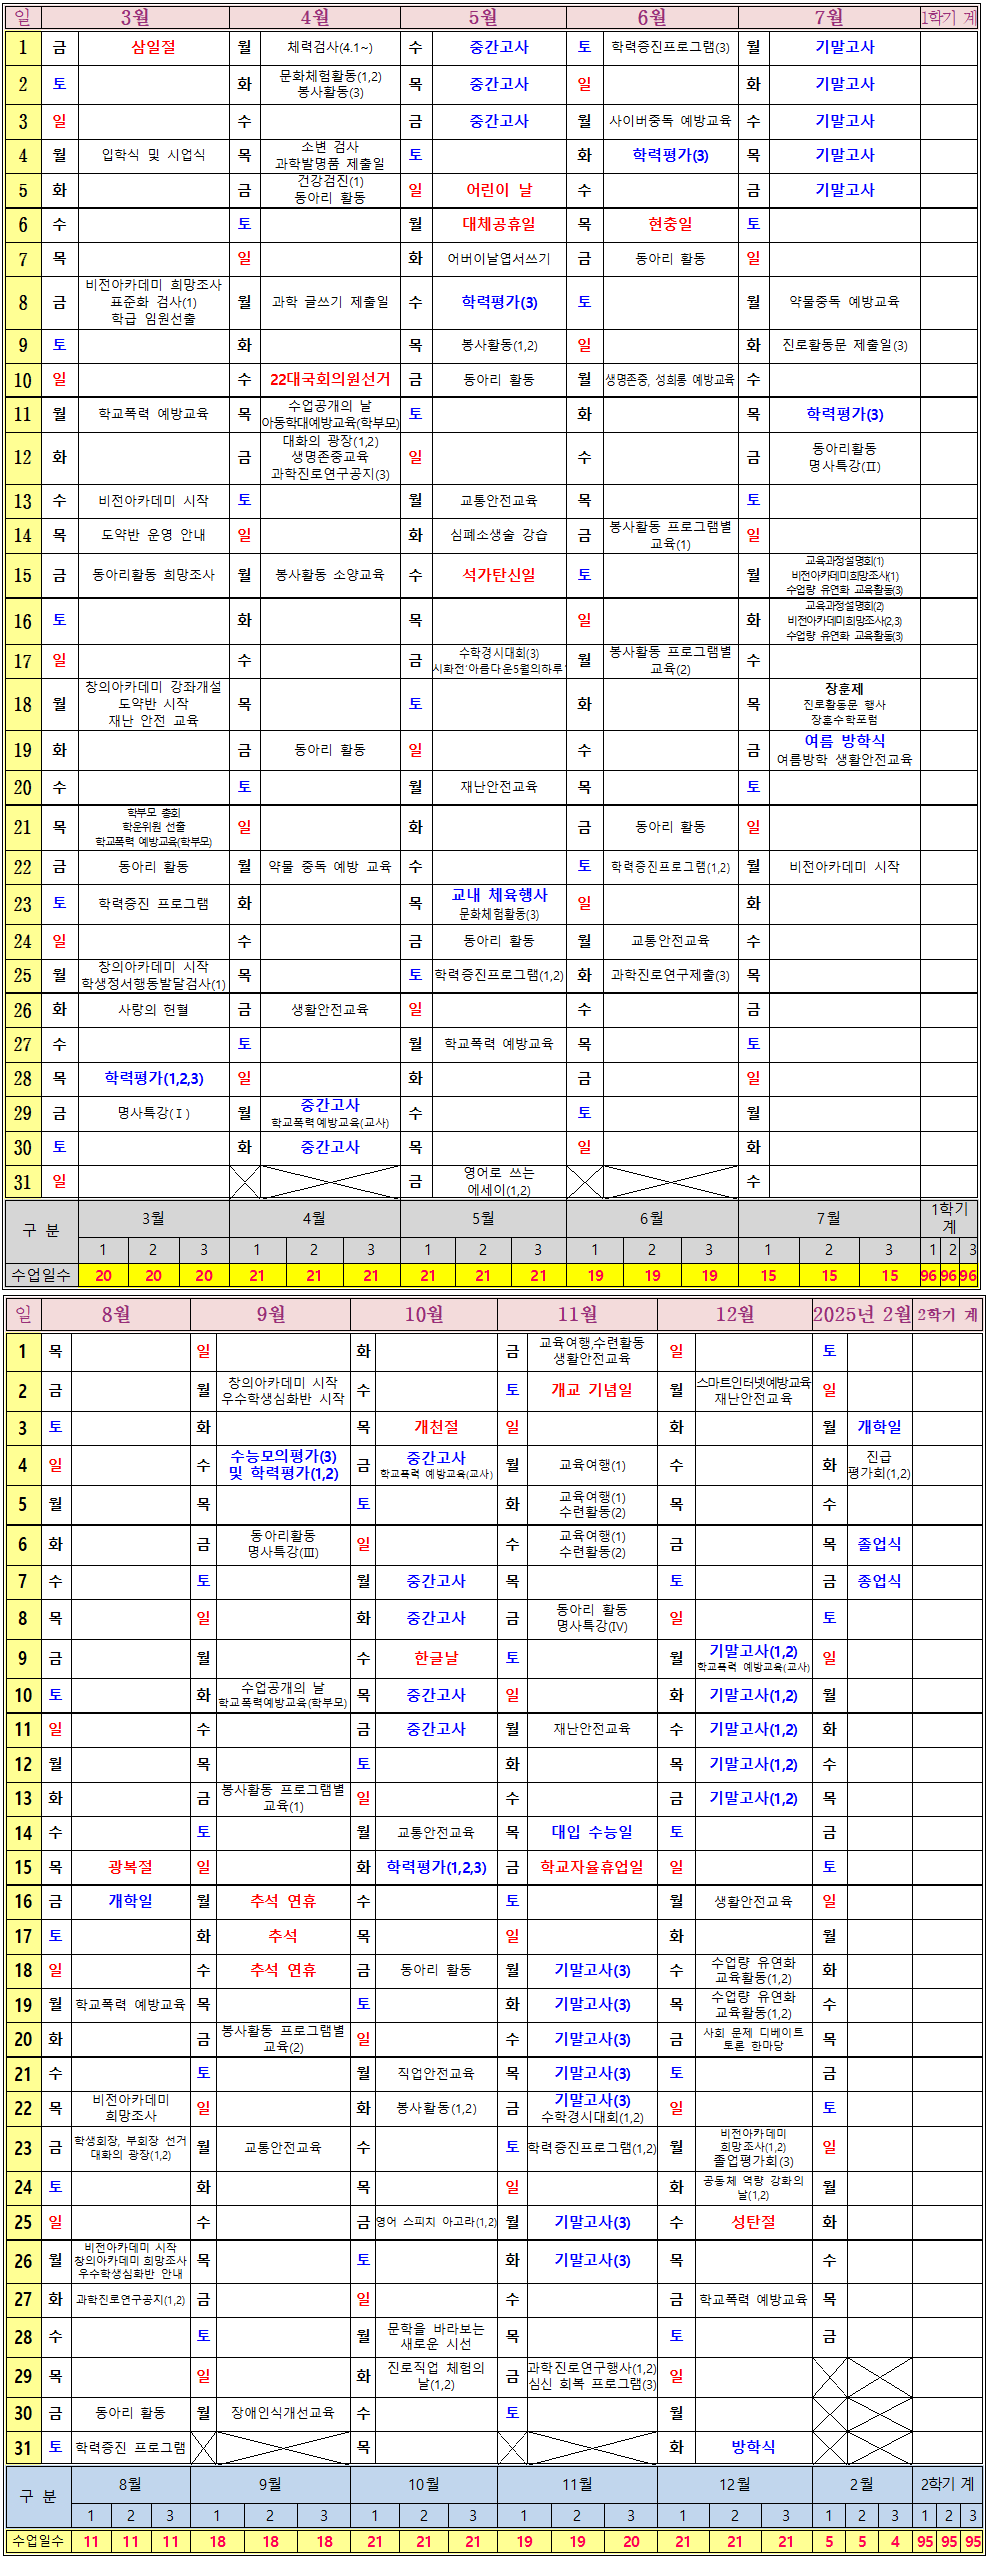 일 3월 4월 5월 6월 7월 1학기 계
1 금 삼일절 월 체력검사(4.1~) 수 중간고사 토 학력증진프로그램(3) 월 기말고사
2 토 화 문화체험활동(1,2) 목 중간고사 일 화 기말고사
봉사활동(3)
3 일 수 금 중간고사 월 사이버중독 예방교육 수 기말고사
4 월 입학식 및 시업식 목 소변 검사 토 화 학력평가(3) 목 기말고사
과학발명품 제출일
5 화 금 건강검진(1) 일 어린이 날 수 금 기말고사
동아리 활동
6 수 토 월 대체공휴일 목 현충일 토
7 목 일 화 어버이날엽서쓰기 금 동아리 활동 일
8 금 비전아카데미 희망조사 월 과학 글쓰기 제출일 수 학력평가(3) 토 월 약물중독 예방교육
표준화 검사(1)
학급 임원선출
9 토 화 목 봉사활동(1,2) 일 화 진로활동문 제출일(3)
10 일 수 22대국회의원선거 금 동아리 활동 월 생명존중, 성희롱 예방교육 수
11 월 학교폭력 예방교육 목 수업공개의 날 토 화 목 학력평가(3)
아동학대예방교육(학부모)
12 화 금 대화의 광장(1,2) 일 수 금 동아리활동
생명존중교육 명사특강(Ⅱ)
과학진로연구공지(3)
13 수 비전아카데미 시작 토 월 교통안전교육 목 토
14 목 도약반 운영 안내 일 화 심폐소생술 강습 금 봉사활동 프로그램별 일
교육(1)
15 금 동아리활동 희망조사 월 봉사활동 소양교육 수 석가탄신일 토 월 교육과정설명회(1)
비전아카데미희망조사(1)
수업량 유연화 교육활동(3)
16 토 화 목 일 화 교육과정설명회(2)
비전아카데미희망조사(2,3)
수업량 유연화 교육활동(3)
17 일 수 금 수학경시대회(3) 월 봉사활동 프로그램별 수
시화전'아름다운5월의하루' 교육(2)
18 월 창의아카데미 강좌개설 목 토 화 목 장훈제
도약반 시작 진로활동문 행사
재난 안전 교육 장훈수학포럼
19 화 금 동아리 활동 일 수 금 여름 방학식
여름방학 생활안전교육
20 수 토 월 재난안전교육 목 토
21 목 학부모 총회 일 화 금 동아리 활동 일
학운위원 선출
학교폭력 예방교육(학부모)
22 금 동아리 활동 월 약물 중독 예방 교육 수 토 학력증진프로그램(1,2) 월 비전아카데미 시작
23 토 학력증진 프로그램 화 목 교내 체육행사 일 화
문화체험활동(3)
24 일 수 금 동아리 활동 월 교통안전교육 수
25 월 창의아카데미 시작 목 토 학력증진프로그램(1,2) 화 과학진로연구제출(3) 목
학생정서행동발달검사(1)
26 화 사랑의 헌혈 금 생활안전교육 일 수 금
27 수 토 월 학교폭력 예방교육 목 토
28 목 학력평가(1,2,3) 일 화 금 일
29 금 명사특강(Ⅰ) 월 중간고사 수 토 월
학교폭력예방교육(교사)
30 토 화 중간고사 목 일 화
31 일 금 영어로 쓰는 수
에세이(1,2)
구 분 3월 4월 5월 6월 7월 1학기 계
1 2 3 1 2 3 1 2 3 1 2 3 1 2 3 1 2 3
수업일수 20 20 20 21 21 21 21 21 21 19 19 19 15 15 15 96 96 96
일 8월 9월 10월 11월 12월 2025년 2월 2학기 계
1 목 일 화 금 교육여행,수련활동 일 토
생활안전교육
2 금 월 창의아카데미 시작 수 토 개교 기념일 월 스마트인터넷예방교육 일
우수학생심화반 시작 재난안전교육
3 토 화 목 개천절 일 화 월 개학일
4 일 수 수능모의평가(3) 금 중간고사 월 교육여행(1) 수 화 진급
및 학력평가(1,2) 학교폭력 예방교육(교사) 평가회(1,2)
5 월 목 토 화 교육여행(1) 목 수
수련활동(2)
6 화 금 동아리활동 일 수 교육여행(1) 금 목 졸업식
명사특강(Ⅲ) 수련활동(2)
7 수 토 월 중간고사 목 토 금 종업식
8 목 일 화 중간고사 금 동아리 활동 일 토
명사특강(Ⅳ)
9 금 월 수 한글날 토 월 기말고사(1,2) 일
학교폭력 예방교육(교사)
10 토 화 수업공개의 날 목 중간고사 일 화 기말고사(1,2) 월
학교폭력예방교육(학부모)
11 일 수 금 중간고사 월 재난안전교육 수 기말고사(1,2) 화
12 월 목 토 화 목 기말고사(1,2) 수
13 화 금 봉사활동 프로그램별 일 수 금 기말고사(1,2) 목
교육(1)
14 수 토 월 교통안전교육 목 대입 수능일 토 금
15 목 광복절 일 화 학력평가(1,2,3) 금 학교자율휴업일 일 토
16 금 개학일 월 추석 연휴 수 토 월 생활안전교육 일
17 토 화 추석 목 일 화 월
18 일 수 추석 연휴 금 동아리 활동 월 기말고사(3) 수 수업량 유연화 화
교육활동(1,2)
19 월 학교폭력 예방교육 목 토 화 기말고사(3) 목 수업량 유연화 수
교육활동(1,2)
20 화 금 봉사활동 프로그램별 일 수 기말고사(3) 금 사회 문제 디베이트 목
교육(2) 토론 한마당
21 수 토 월 직업안전교육 목 기말고사(3) 토 금
22 목 비전아카데미 일 화 봉사활동(1,2) 금 기말고사(3) 일 토
희망조사 수학경시대회(1,2)
23 금 학생회장, 부회장 선거 월 교통안전교육 수 토 학력증진프로그램(1,2) 월 비전아카데미 일
대화의 광장(1,2) 희망조사(1,2)
졸업평가회(3)
24 토 화 목 일 화 공동체 역량 강화의 월
날(1,2)
25 일 수 금 영어 스피치 아고라(1,2) 월 기말고사(3) 수 성탄절 화
26 월 비전아카데미 시작 목 토 화 기말고사(3) 목 수
창의아카데미 희망조사
우수학생심화반 안내
27 화 과학진로연구공지(1,2) 금 일 수 금 학교폭력 예방교육 목
28 수 토 월 문학을 바라보는 목 토 금
새로운 시선
29 목 일 화 진로직업 체험의 금 과학진로연구행사(1,2) 일
날(1,2) 심신 회복 프로그램(3)
30 금 동아리 활동 월 장애인식개선교육 수 토 월
31 토 학력증진 프로그램 목 화 방학식
구 분 8월 9월 10월 11월 12월 2월 2학기 계
1 2 3 1 2 3 1 2 3 1 2 3 1 2 3 1 2 3 1 2 3
수업일수 11 11 11 18 18 18 21 21 21 19 19 20 21 21 21 5 5 4 95 95 95